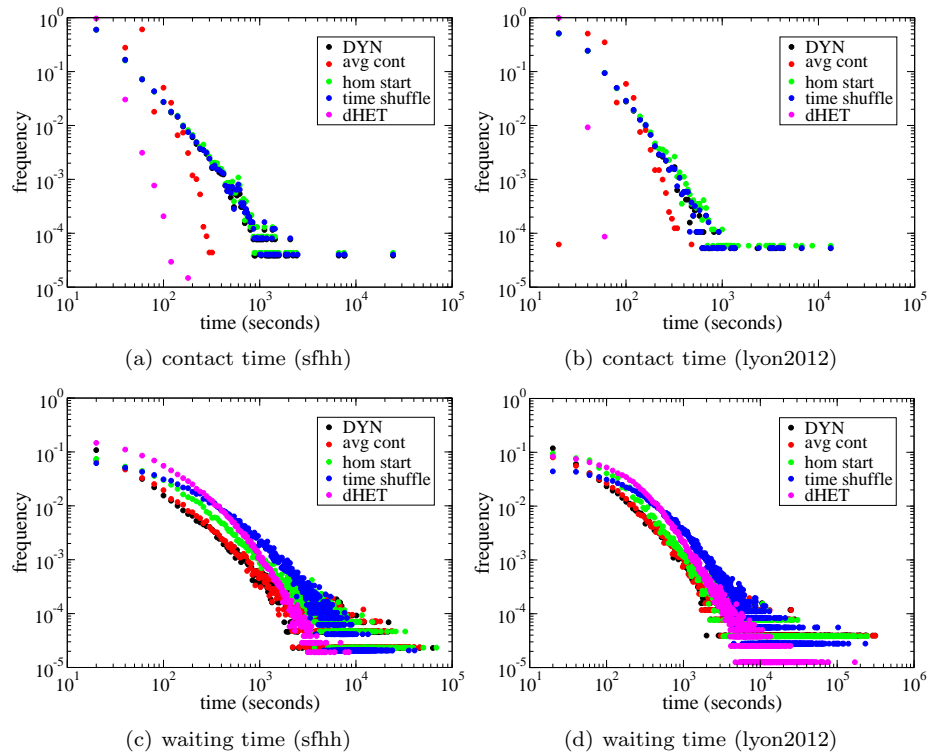 10^0
10^-1
10^-2
10^-3
10^-4
10^-5
frequency
DYN
avg cont
hom start
time shuffle
dHET
10^1 10^2 10^3 10^4 10^5
time (seconds)
(a) contact time (sfhh)
10^0
10^-1
10^-2
10^-3
10^-4
10^-5
frequency
DYN
avg cont
hom start
time shuffle
dHET
10^1 10^2 10^3 10^4 10^5
time (seconds)
(b) contact time (lyon2012)
10^0
10^-1
10^-2
10^-3
10^-4
10^-5
frequency
DYN
avg cont
hom start
time shuffle
dHET
10^1 10^2 10^3 10^4 10^5
time (seconds)
(c) waiting time (sfhh)
10^0
10^-1
10^-2
10^-3
10^-4
10^-5
frequency
DYN
avg cont
hom start
time shuffle
dHET
10^1 10^2 10^3 10^4 10^5 10^6
time (seconds)
(d) waiting time (lyon2012)